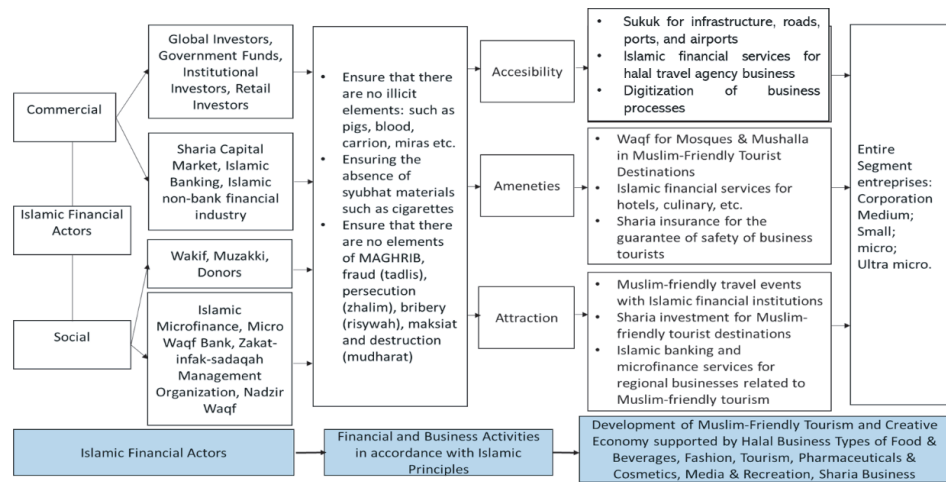 Commercial
Islamic Financial
Actors
Social
Global Investors,
Government Funds,
Institutional
Investors, Retail
Investors
Sharia Capital
Market, Islamic
Banking, Islamic
non-bank financial
industry
Wakif, Muzakki,
Donors
Islamic
Microfinance, Micro
Waqf Bank, Zakat-
infak-sadaqah
Management
Organization, Nadzir
Waqf
• Ensure that there
are no illicit
elements: such as
pigs, blood,
carrion, miras etc.
• Ensuring the
absence of
syubhat materials
such as cigarettes
• Ensure that there
are no elements
of MAGHRIB,
fraud (tadlis),
persecution
(zhalim), bribery
(risywah), maksiat
and destruction
(mudharat)
Accesibility
Ameneties
Attraction
• Sukuk for infrastructure, roads,
ports, and airports
• Islamic financial services for
halal travel agency business
• Digitization of business
processes
• Waqf for Mosques & Mushalla
in Muslim-Friendly Tourist
Destinations
• Islamic financial services for
hotels, culinary, etc.
• Sharia insurance for the
guarantee of safety of business
tourists
• Muslim-friendly travel events
with Islamic financial institutions
• Sharia investment for Muslim-
friendly tourist destinations
• Islamic banking and
microfinance services for
regional businesses related to
Muslim-friendly tourism
Entire
Segment
entreprises:
Corporation
Medium;
Small;
micro;
Ultra micro.
Islamic Financial Actors
Financial and Business Activities
in accordance with Islamic
Principles
Development of Muslim-Friendly Tourism and Creative
Economy supported by Halal Business Types of Food &
Beverages, Fashion, Tourism, Pharmaceuticals &
Cosmetics, Media & Recreation, Sharia Business